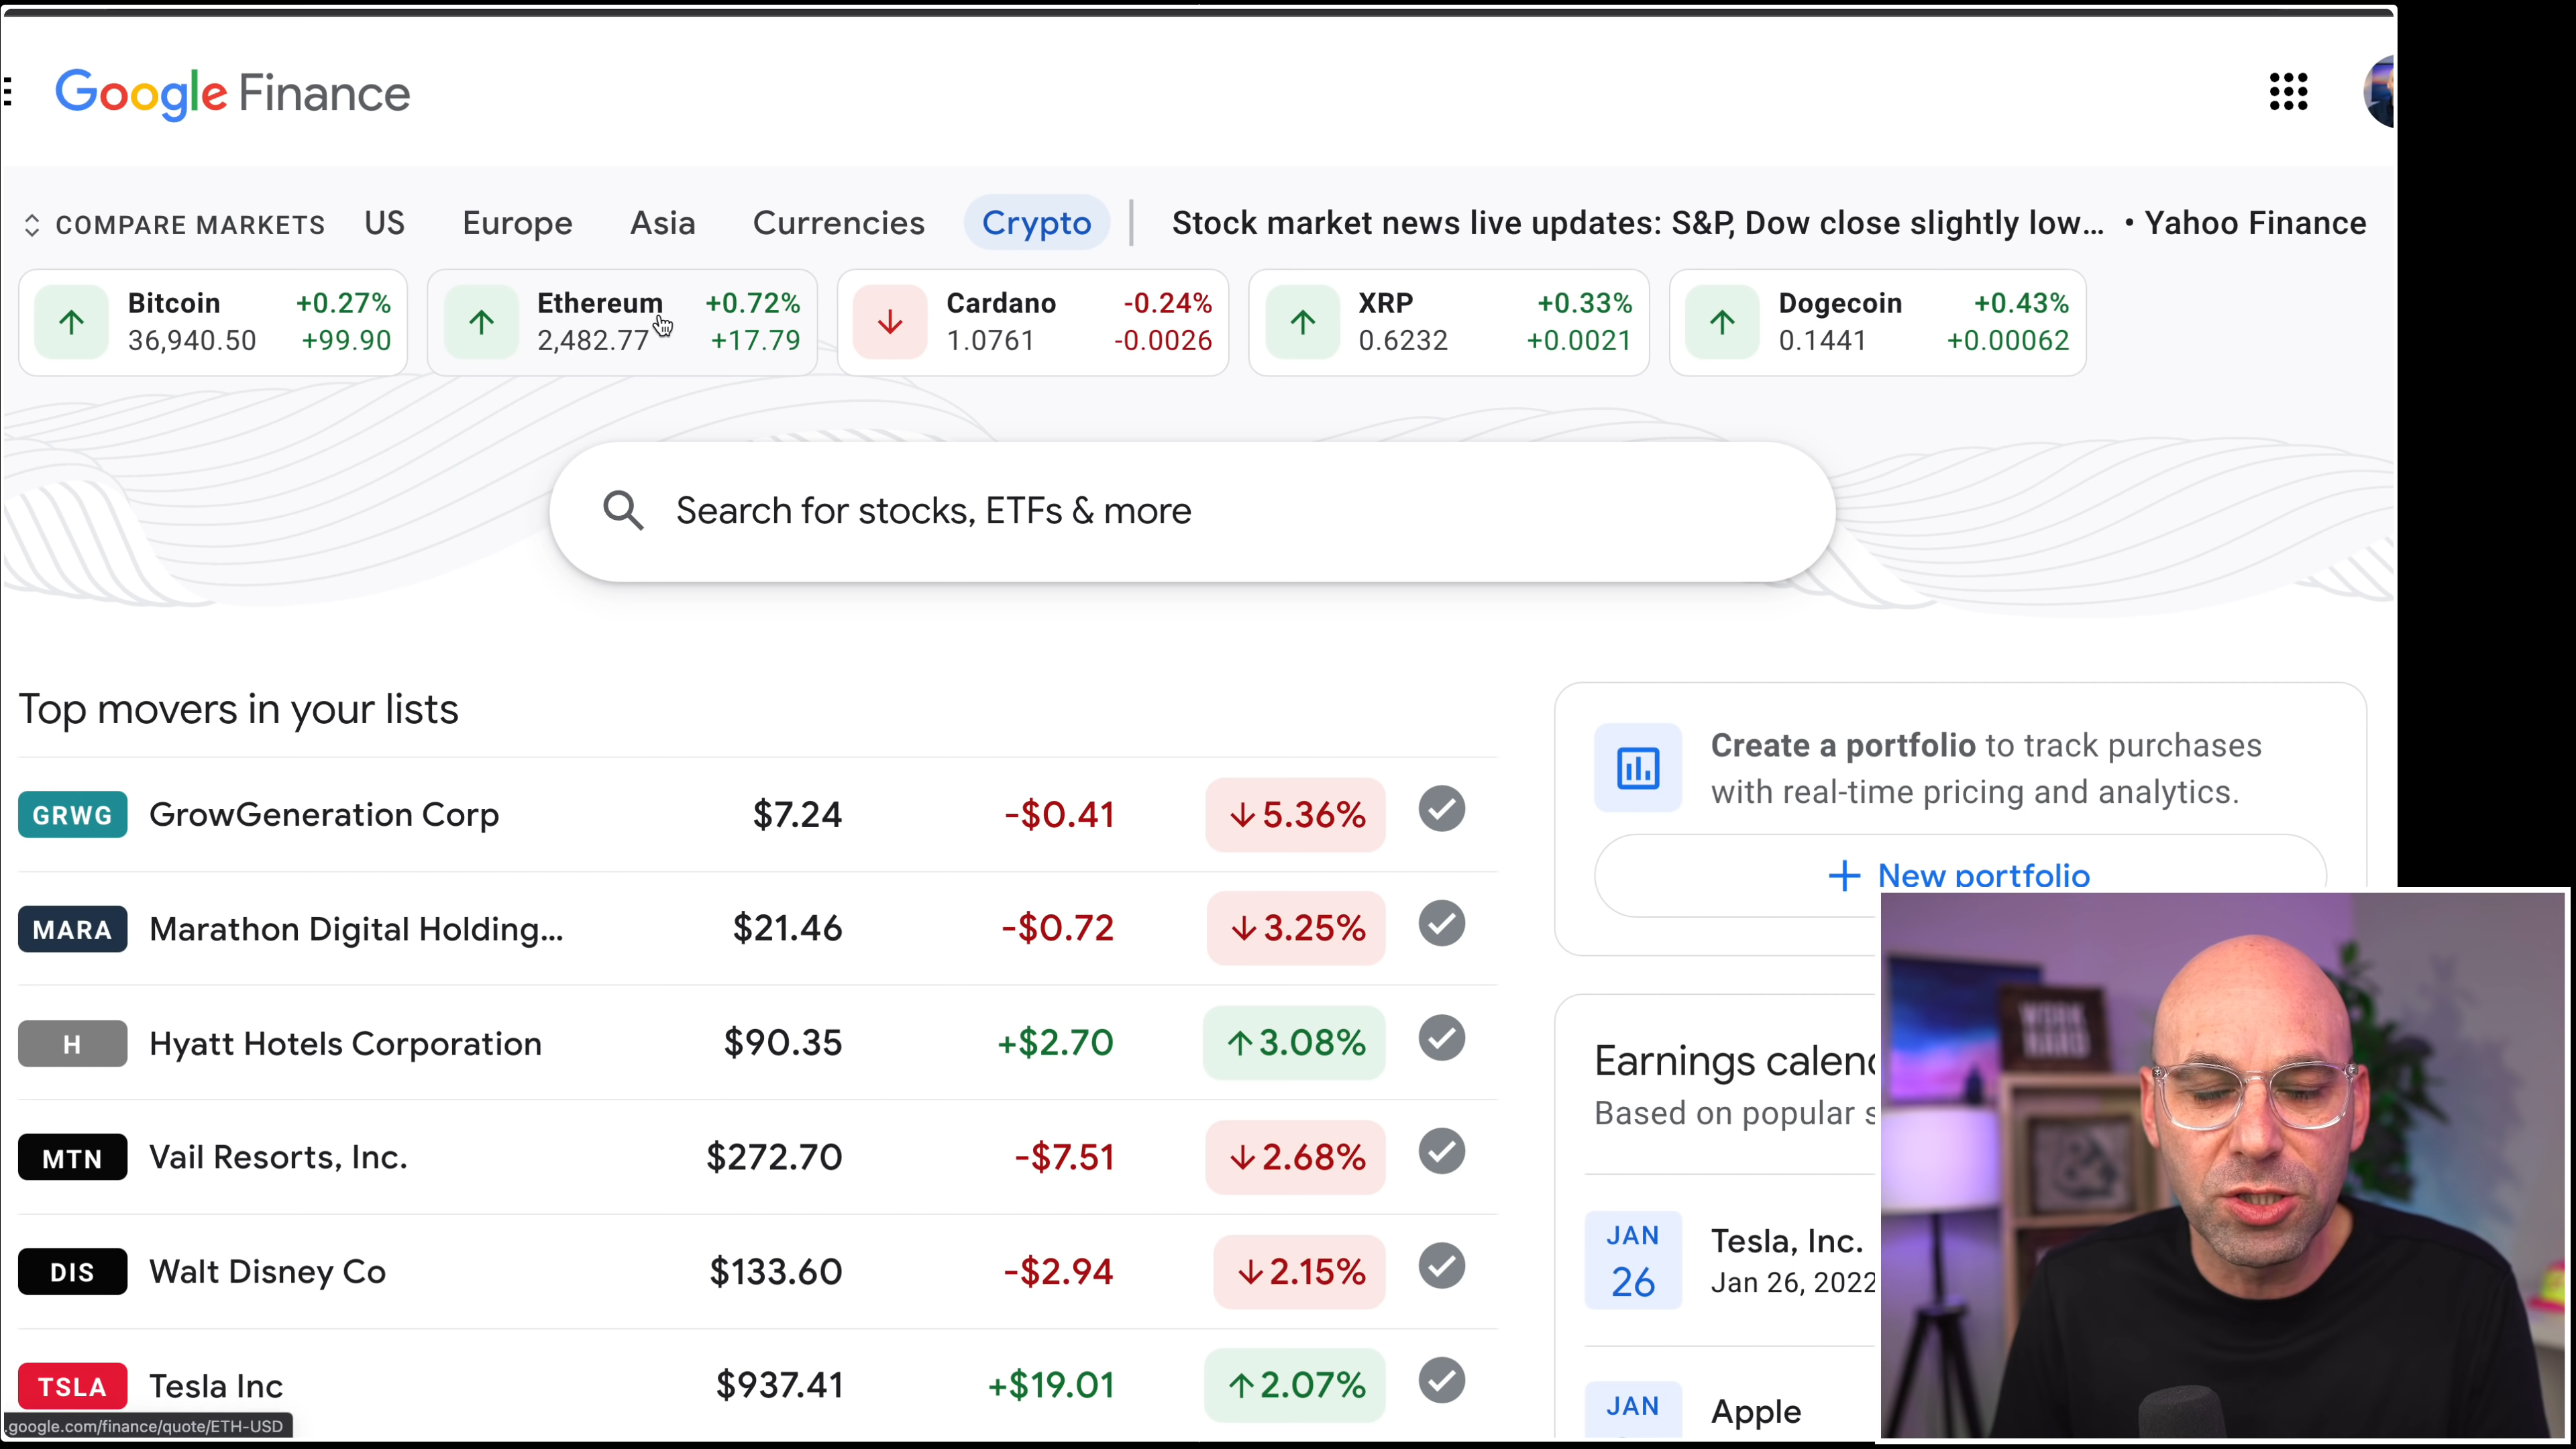 Google Finance
COMPARE MARKETS US Europe Asia Currencies Crypto Stock market news live updates: S&P, Dow close slightly low... • Yahoo Finance
Bitcoin +0.27% Ethereum +0.72% Cardano -0.24% XRP +0.33% Dogecoin +0.43%
36,940.50 +99.90 2,482.77 +17.79 1.0761 -0.0026 0.6232 +0.0021 0.1441 +0.00062
Search for stocks, ETFs & more
Top movers in your lists
GRWG GrowGeneration Corp $7.24 -$0.41 ↓5.36%
MARA Marathon Digital Holding... $21.46 -$0.72 ↓3.25%
H Hyatt Hotels Corporation $90.35 +$2.70 ↑3.08%
MTN Vail Resorts, Inc. $272.70 -$7.51 ↓2.68%
DIS Walt Disney Co $133.60 -$2.94 ↓2.15%
TSLA Tesla Inc $937.41 +$19.01 ↑2.07%
google.com/finance/quote/ETH-USD
Create a portfolio to track purchases
with real-time pricing and analytics.
+ New portfolio
Earnings calen
Based on popular s
JAN Tesla, Inc.
26 Jan 26, 2022
JAN Apple
WORK
HARD